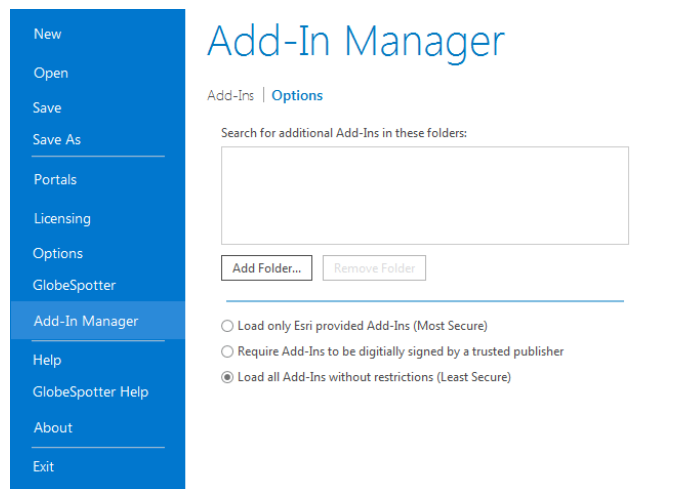 New
Open
Save
Save As
Portals
Licensing
Options
GlobeSpotter
Add-In Manager
Help
GlobeSpotter Help
About
Exit
Add-In Manager
Add-Ins | Options
Search for additional Add-Ins in these folders:
Add Folder... Remove Folder
Load only Esri provided Add-Ins (Most Secure)
Require Add-Ins to be digitially signed by a trusted publisher
Load all Add-Ins without restrictions (Least Secure)